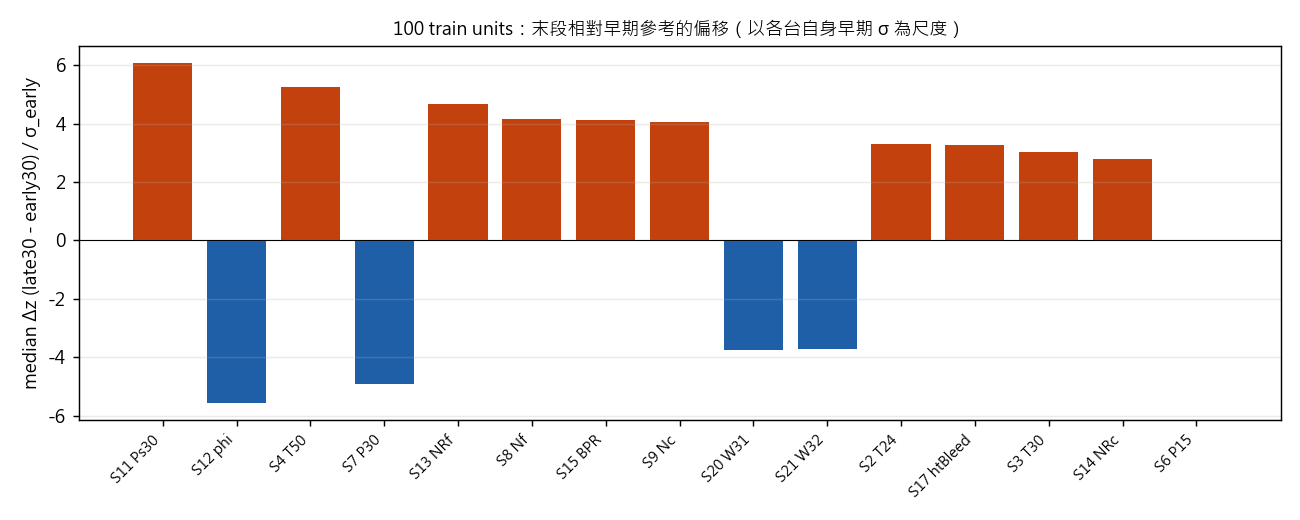 100 train units：末段相對早期參考的偏移（以各台自身早期 σ 為尺度）
median Δz (late30 - early30) / σ_early
6
4
2
0
-2
-4
-6
S11 Ps30
S12 phi
S4 T50
S7 P30
S13 NRf
S8 Nf
S15 BPR
S9 Nc
S20 W31
S21 W32
S2 T24
S17 htBleed
S3 T30
S14 NRc
S6 P15